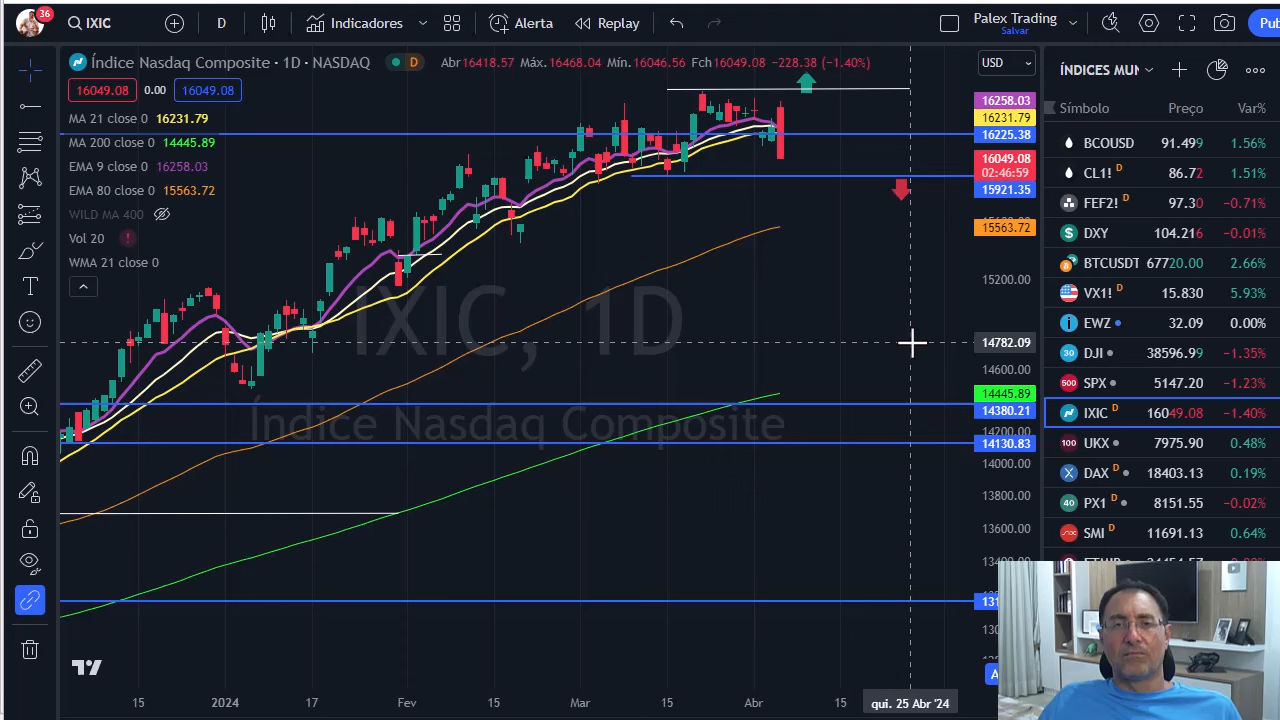 36
IXIC
D
Indicadores
Alerta
Replay
Palex Trading
Salvar
Índice Nasdaq Composite · 1D · NASDAQ
D
Abr16418.57 Máx.16468.04 Mín.16046.56 Fch16049.08 −228.38 (−1.40%)
USD
16049.08 0.00 16049.08
MA 21 close 0 16231.79
MA 200 close 0 14445.89
EMA 9 close 0 16258.03
EMA 80 close 0 15563.72
WILD MA 400
Vol 20
WMA 21 close 0
IXIC, 1D
Índice Nasdaq Composite
16258.03
16231.79
16225.38
16049.08
02:46:59
15921.35
15563.72
15200.00
14782.09
14600.00
14445.89
14380.21
14200.00
14130.83
14000.00
13800.00
13600.00
15
2024
17
Fev
15
Mar
15
Abr
15
qui. 25 Abr '24
ÍNDICES MUN
Símbolo Preço Var%
BCOUSD 91.499 1.56%
CL1! D 86.72 1.51%
FEF2! D 97.30 −0.71%
DXY 104.216 −0.01%
BTCUSDT 67720.00 2.66%
VX1! D 15.830 5.93%
EWZ 32.09 0.00%
30 DJI 38596.99 −1.35%
500 SPX 5147.20 −1.23%
IXIC D 16049.08 −1.40%
100 UKX 7975.90 0.48%
X DAX D 18403.13 0.19%
40 PX1 D 8151.55 −0.02%
SMI D 11691.13 0.64%